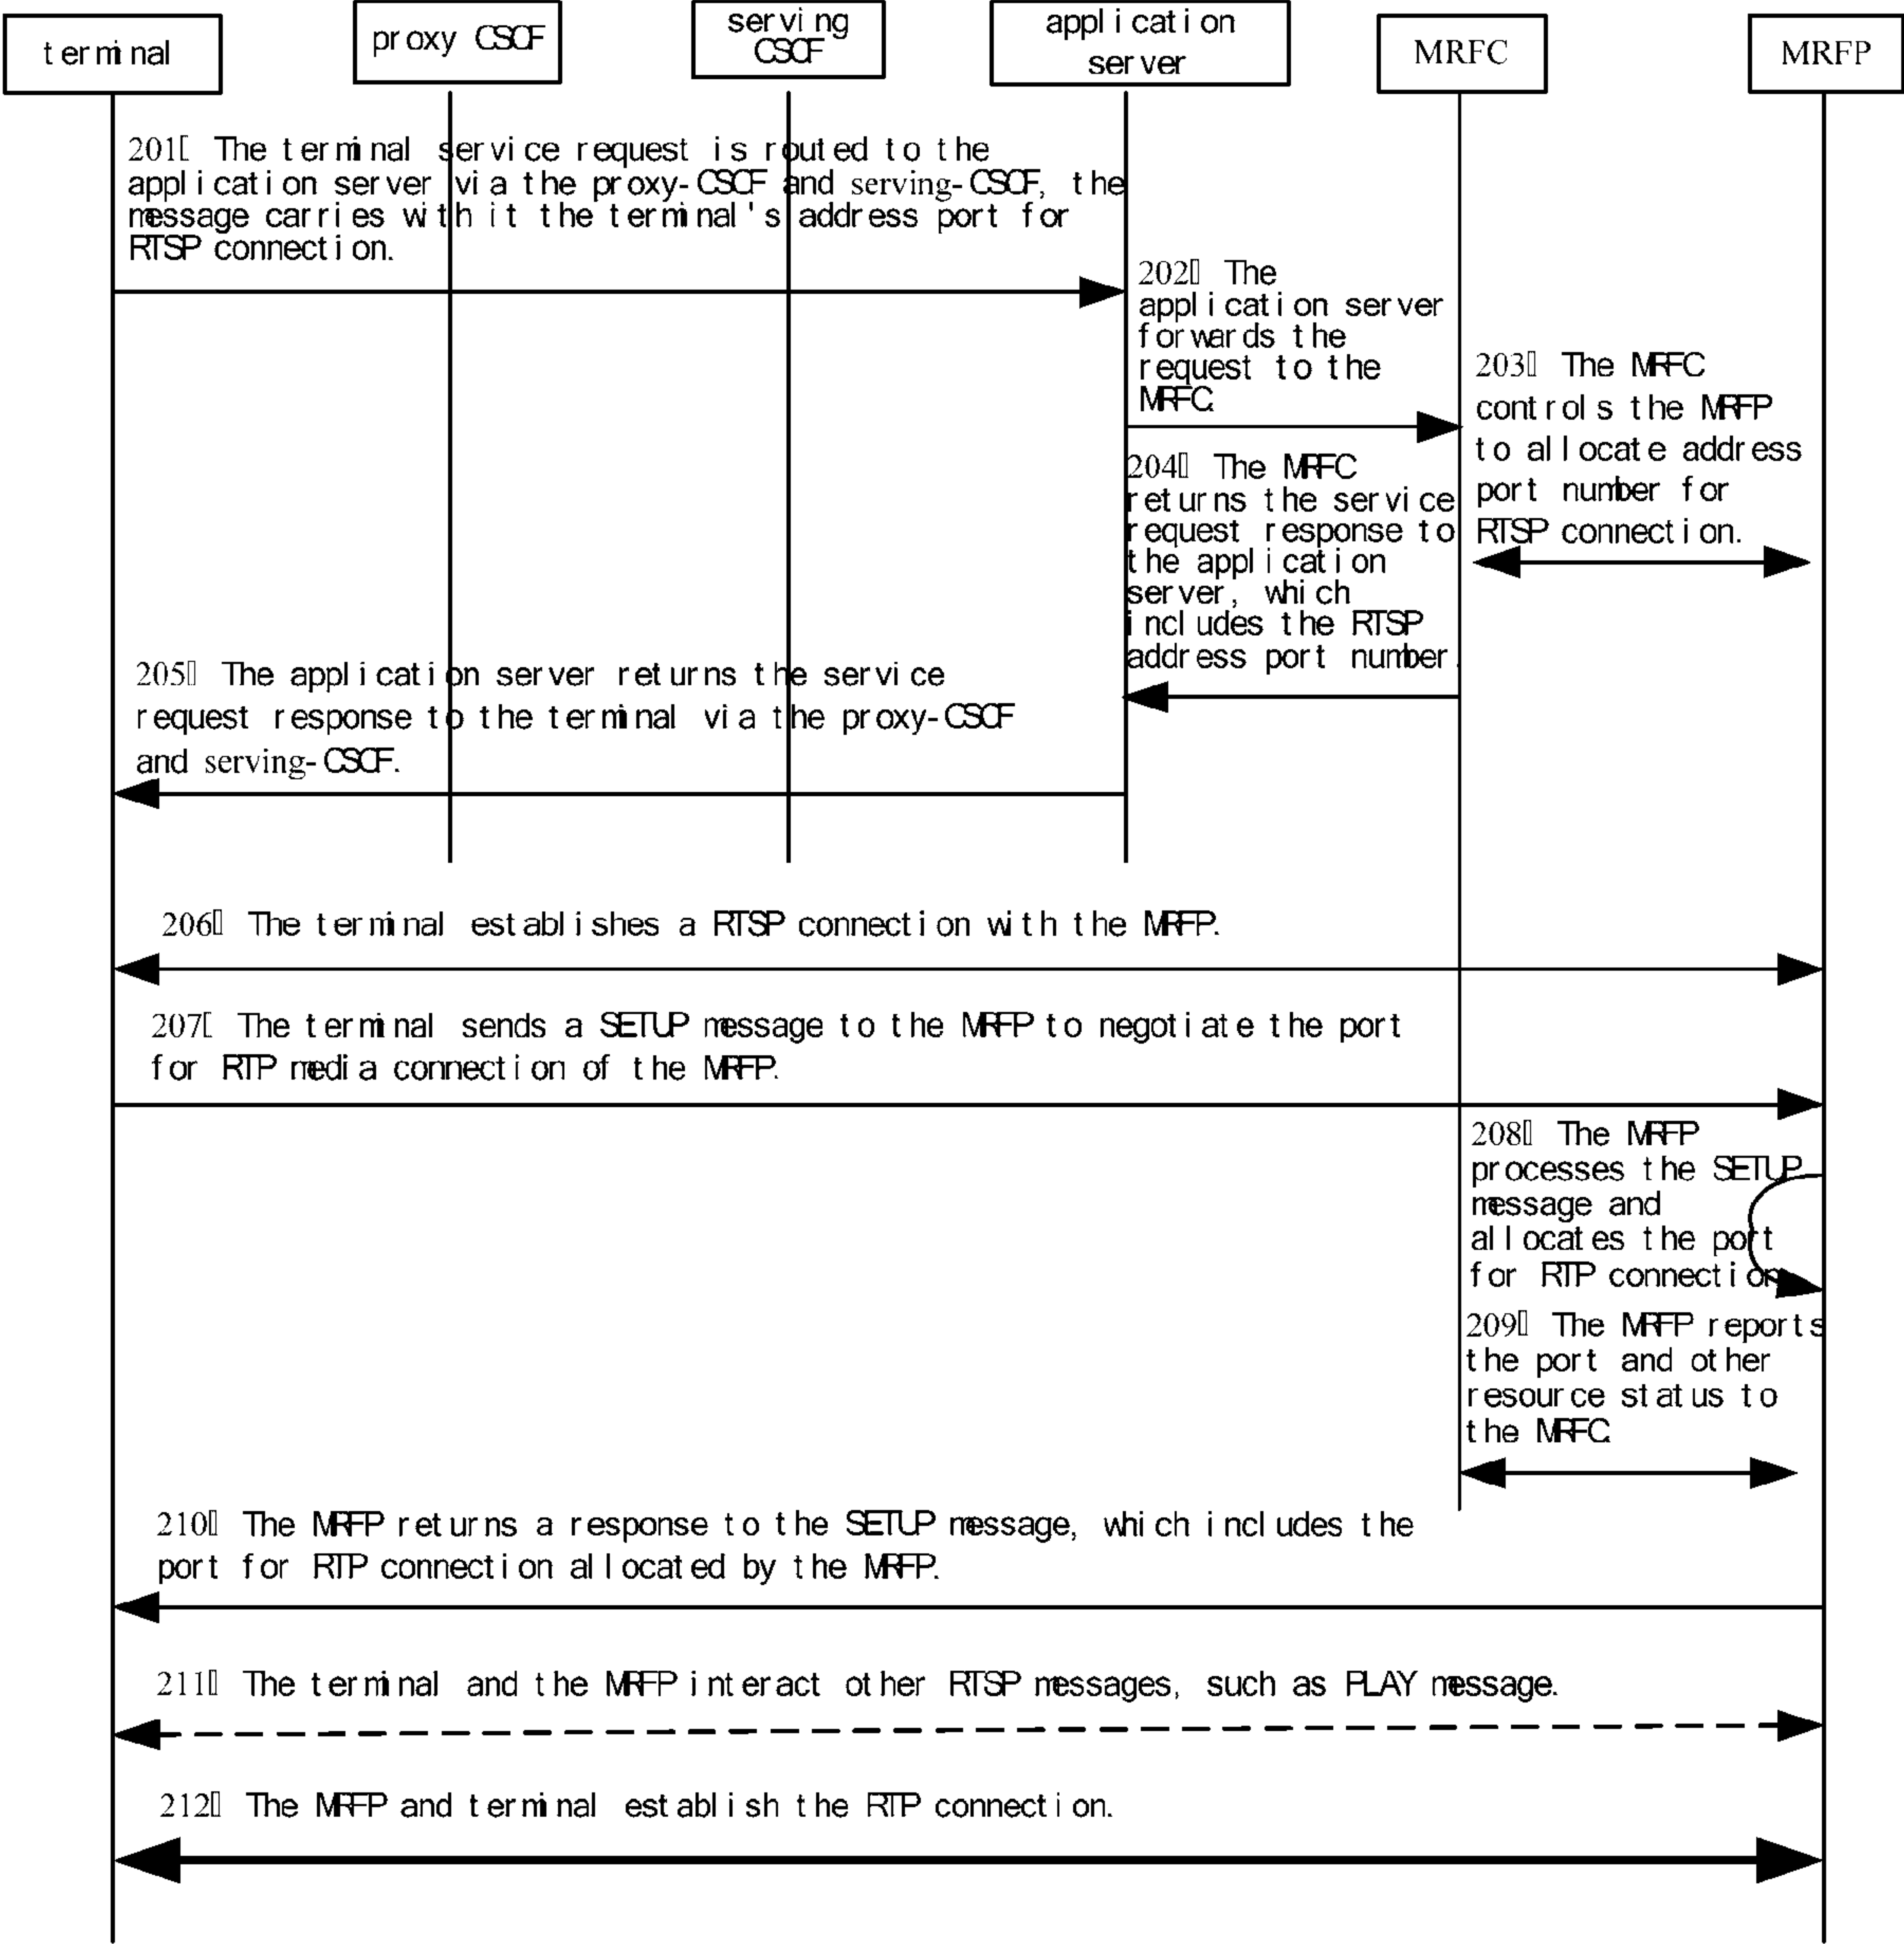 terminal
proxy CSCF
serving
CSCF
application
server
MRFC
MRFP
201 The terminal service request is routed to the
application server via the proxy-CSCF and serving-CSCF, the
message carries with it the terminal's address port for
RTSP connection.
202 The
application server
forwards the
request to the
MRFC.
203 The MRFC
controls the MRFP
to allocate address
port number for
RTSP connection.
204 The MRFC
returns the service
request response to
the application
server, which
includes the RTSP
address port number.
205 The application server returns the service
request response to the terminal via the proxy-CSCF
and serving-CSCF.
206 The terminal establishes a RTSP connection with the MRFP.
207 The terminal sends a SETUP message to the MRFP to negotiate the port
for RTP media connection of the MRFP.
208 The MRFP
processes the SETUP
message and
allocates the port
for RTP connection.
209 The MRFP reports
the port and other
resource status to
the MRFC.
210 The MRFP returns a response to the SETUP message, which includes the
port for RTP connection allocated by the MRFP.
211 The terminal and the MRFP interact other RTSP messages, such as PLAY message.
212 The MRFP and terminal establish the RTP connection.